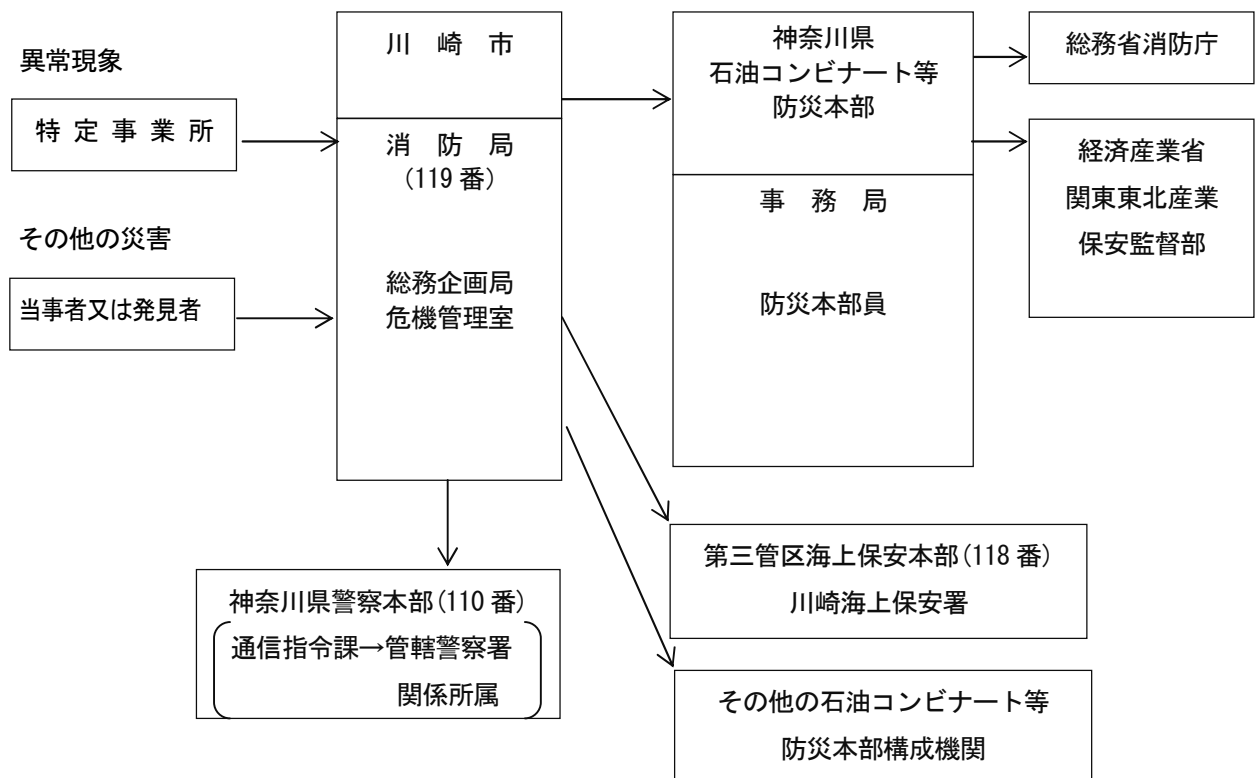 異常現象
特定事業所
その他の災害
当事者又は発見者
川崎市
消防局
(119番)
総務企画局
危機管理室
神奈川県
石油コンビナート等
防災本部
事務局
防災本部員
総務省消防庁
経済産業省
関東東北産業
保安監督部
神奈川県警察本部(110番)
通信指令課→管轄警察署
関係所属
第三管区海上保安本部(118番)
川崎海上保安署
その他の石油コンビナート等
防災本部構成機関